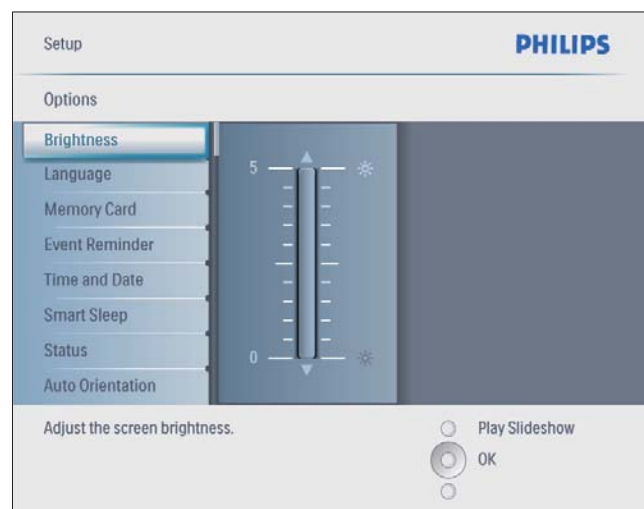 Setup
PHILIPS
Options
Brightness
Language
Memory Card
Event Reminder
Time and Date
Smart Sleep
Status
Auto Orientation
5
0
Adjust the screen brightness.
Play Slideshow
OK